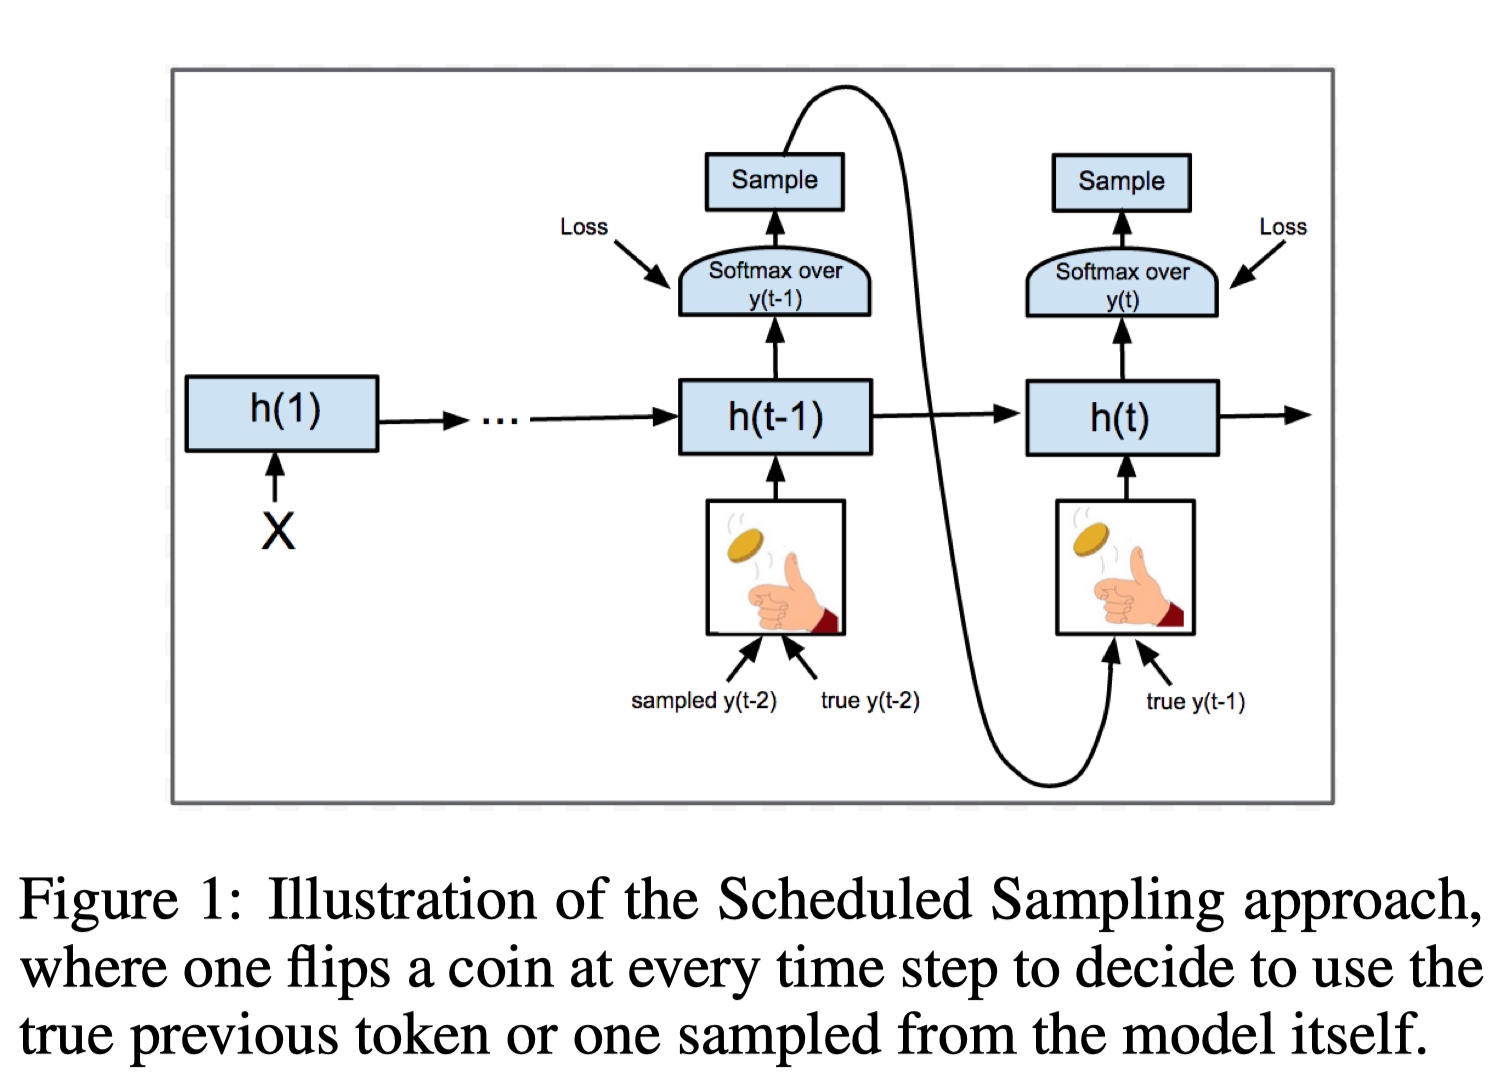 Sample
Sample
Loss
Loss
Softmax over
y(t-1)
Softmax over
y(t)
h(1)
...
h(t-1)
h(t)
X
sampled y(t-2)
true y(t-2)
true y(t-1)
Figure 1: Illustration of the Scheduled Sampling approach,
where one flips a coin at every time step to decide to use the
true previous token or one sampled from the model itself.